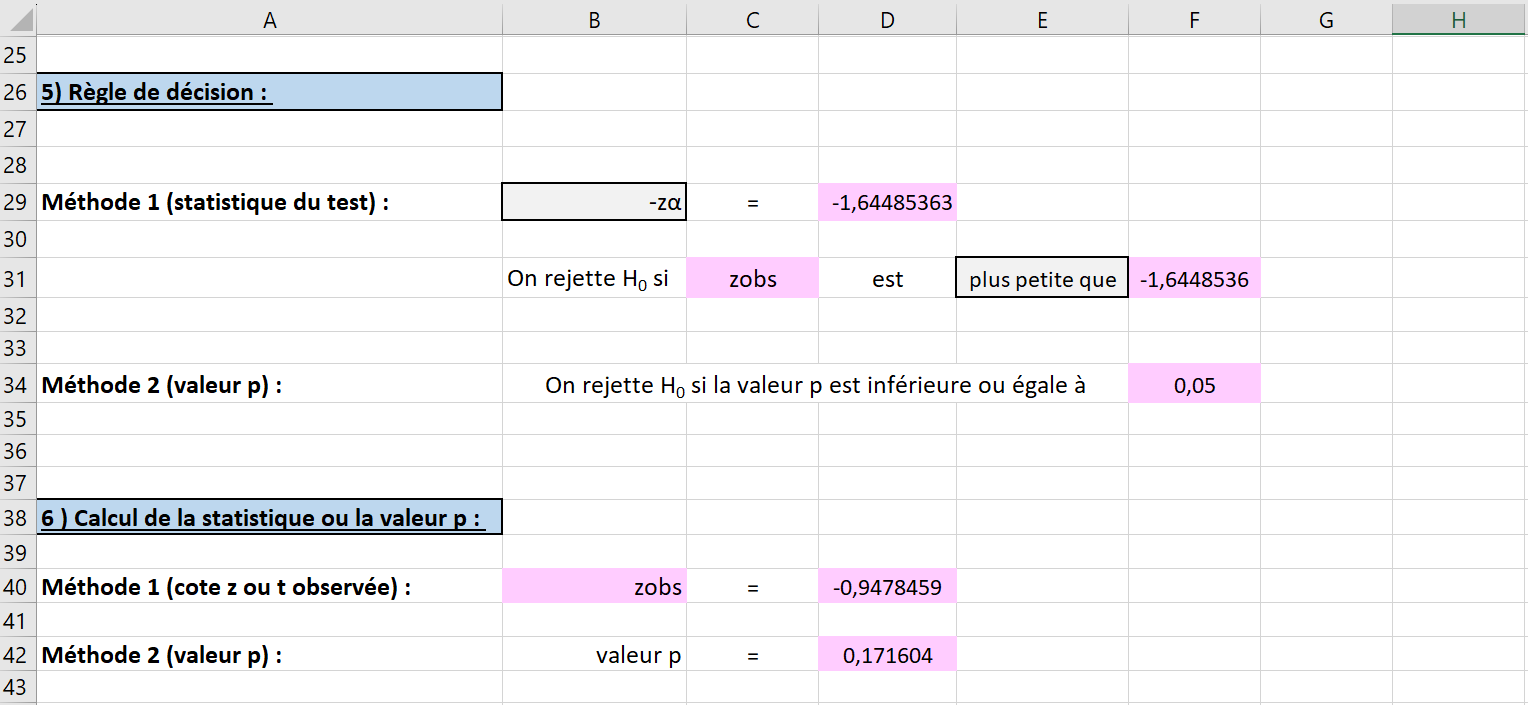 A B C D E F G H
25
26 5) Règle de décision :
27
28
29 Méthode 1 (statistique du test) : -zα = -1,64485363
30
31 On rejette H₀ si zobs est plus petite que -1,6448536
32
33
34 Méthode 2 (valeur p) : On rejette H₀ si la valeur p est inférieure ou égale à 0,05
35
36
37
38 6 ) Calcul de la statistique ou la valeur p :
39
40 Méthode 1 (cote z ou t observée) : zobs = -0,9478459
41
42 Méthode 2 (valeur p) : valeur p = 0,171604
43